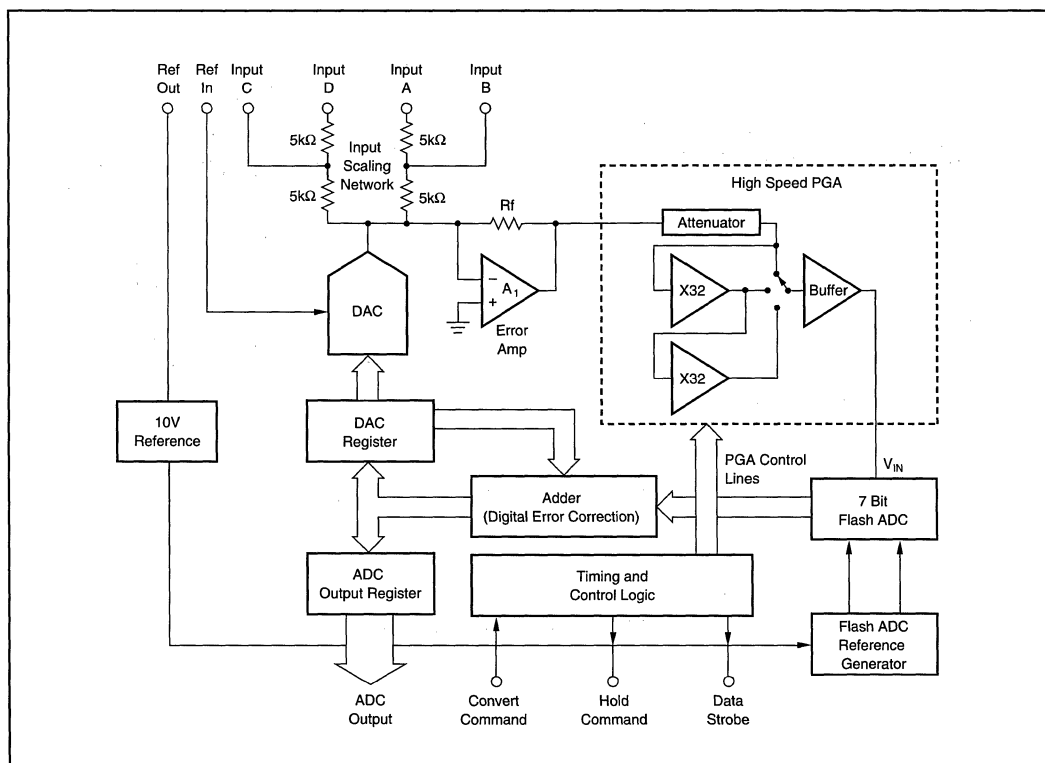 Ref Out
Ref In
Input C
Input D
Input A
Input B
5kΩ
5kΩ
Input Scaling Network
5kΩ
5kΩ
Rf
High Speed PGA
Attenuator
X32
Buffer
X32
DAC
−
+
A1
Error Amp
10V Reference
DAC Register
PGA Control Lines
VIN
Adder (Digital Error Correction)
7 Bit Flash ADC
ADC Output Register
Timing and Control Logic
Flash ADC Reference Generator
ADC Output
Convert Command
Hold Command
Data Strobe